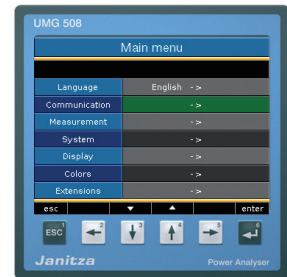 UMG 508
Main menu
Language English ->
Communication ->
Measurement ->
System ->
Display ->
Colors ->
Extensions ->
esc ▼ ▲ enter
ESC 1 ← 2 ↓ 3 ↑ 4 → 5 ↵ 6
Janitza Power Analyser